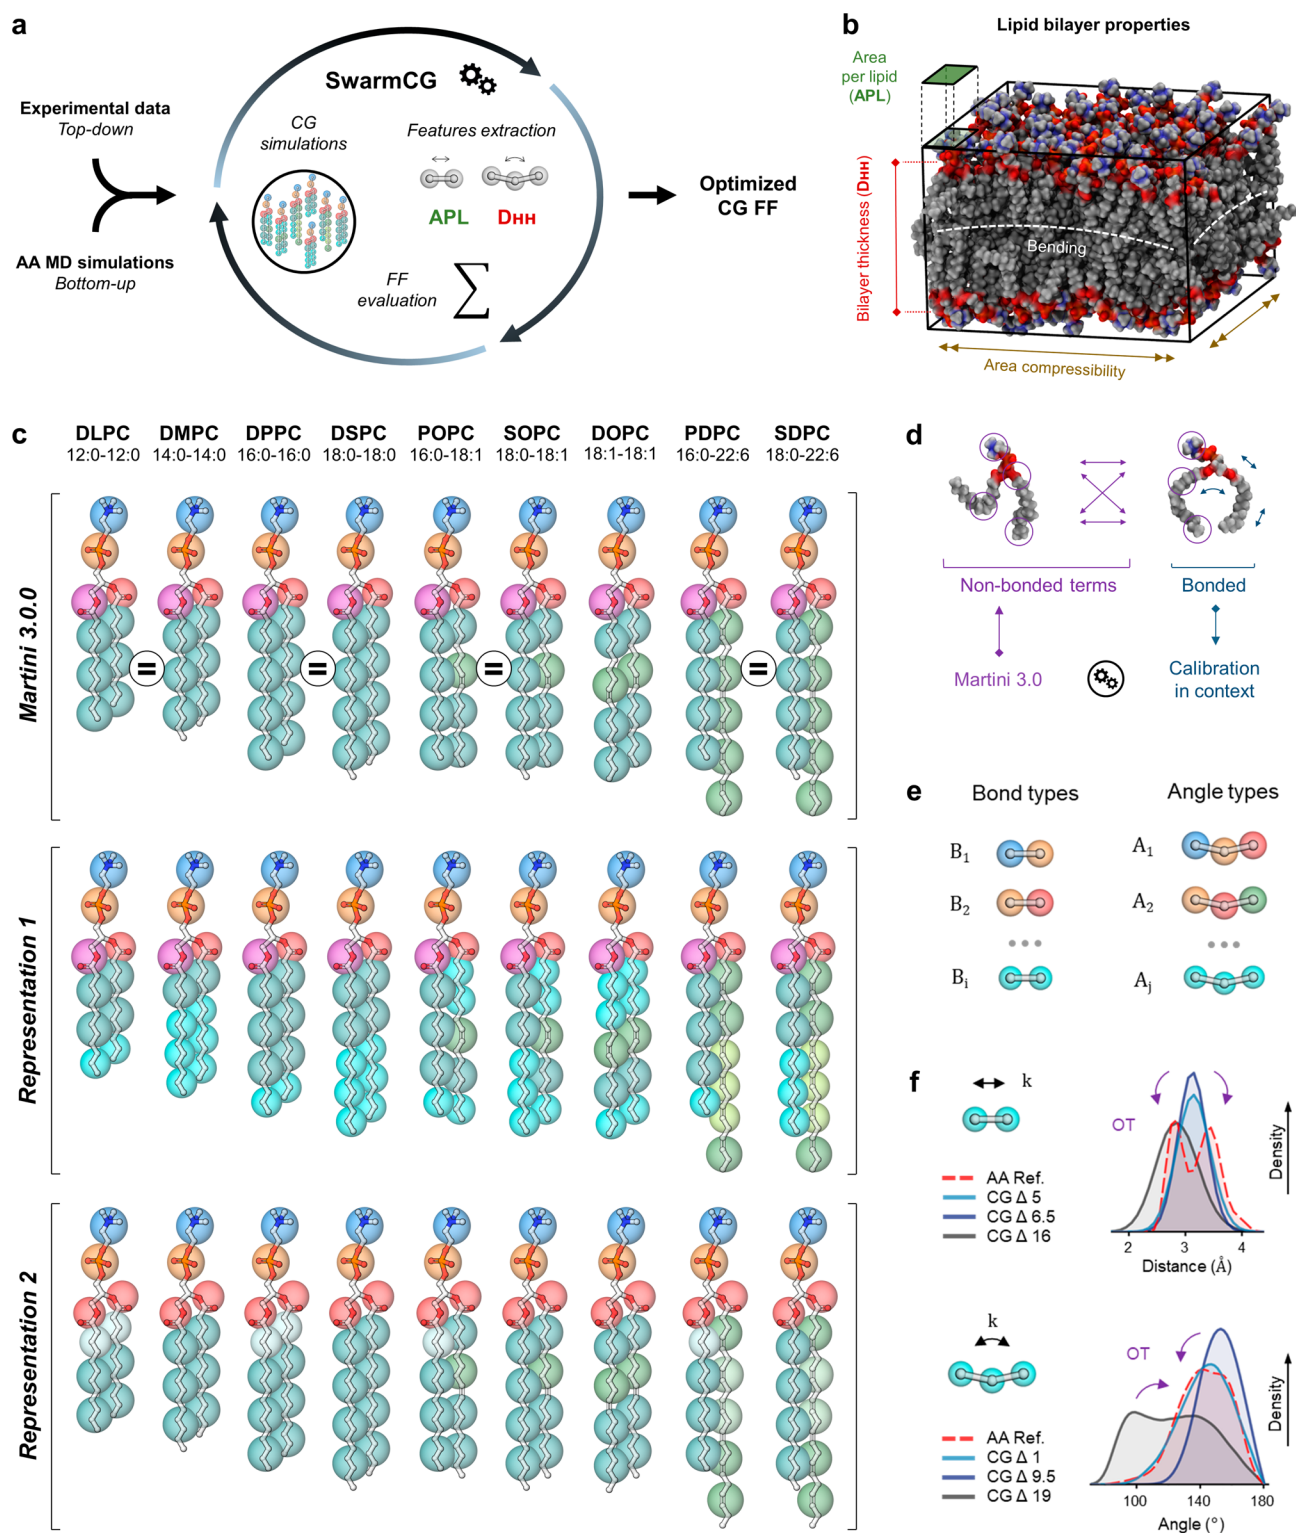 a
SwarmCG
Experimental data
Top-down
AA MD simulations
Bottom-up
CG
simulations
Features extraction
APL
DHH
FF
evaluation
∑
Optimized
CG FF
b
Lipid bilayer properties
Area
per lipid
(APL)
Bilayer thickness (DHH)
Bending
Area compressibility
c
DLPC DMPC DPPC DSPC POPC SOPC DOPC PDPC SDPC
12:0-12:0 14:0-14:0 16:0-16:0 18:0-18:0 16:0-18:1 18:0-18:1 18:1-18:1 16:0-22:6 18:0-22:6
Martini 3.0.0
= = = =
Representation 1
Representation 2
d
Non-bonded terms
Bonded
Martini 3.0
Calibration
in context
e
Bond types
Angle types
B1
A1
B2
A2
Bi
Aj
f
k
OT
AA Ref.
CG Δ 5
CG Δ 6.5
CG Δ 16
Density
2 3 4
Distance (Å)
k
OT
AA Ref.
CG Δ 1
CG Δ 9.5
CG Δ 19
Density
100 140 180
Angle (°)